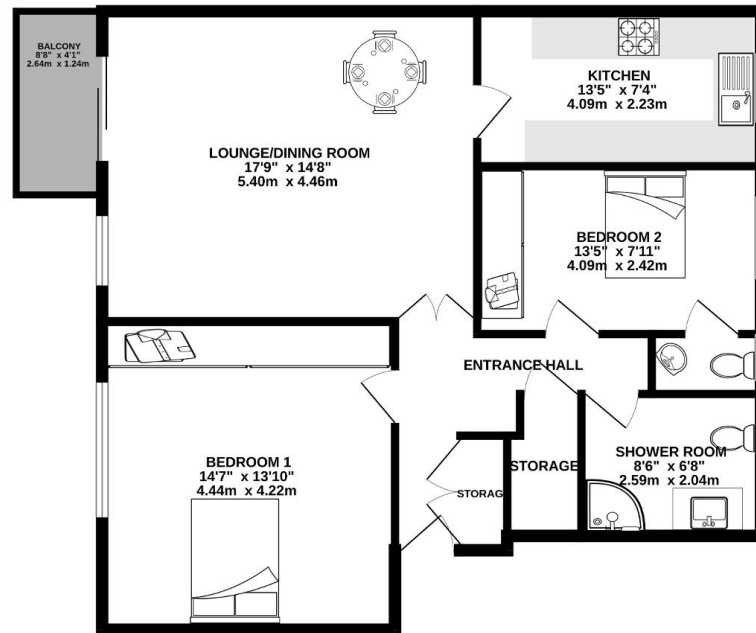 BALCONY
8'8" x 4'1"
2.64m x 1.24m
KITCHEN
13'5" x 7'4"
4.09m x 2.23m
LOUNGE/DINING ROOM
17'9" x 14'8"
5.40m x 4.46m
BEDROOM 2
13'5" x 7'11"
4.09m x 2.42m
ENTRANCE HALL
BEDROOM 1
14'7" x 13'10"
4.44m x 4.22m
STORAG
STORAGE
SHOWER ROOM
8'6" x 6'8"
2.59m x 2.04m